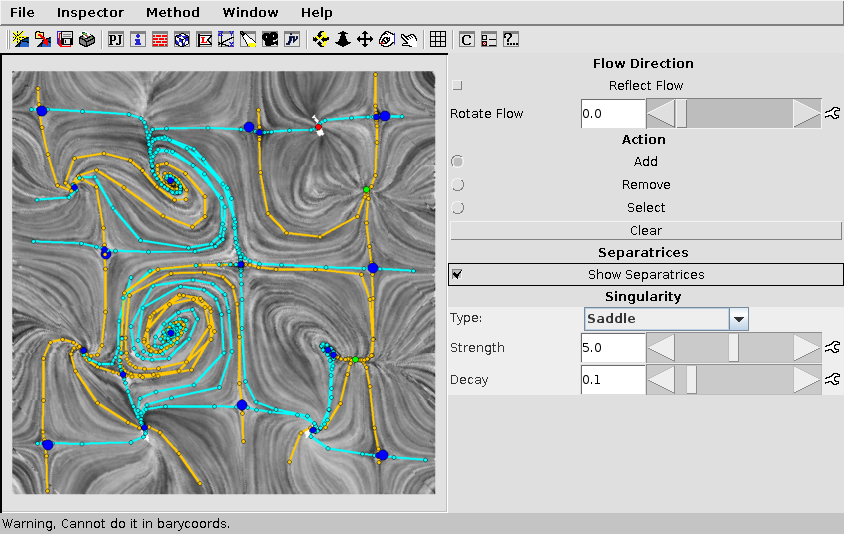 File Inspector Method Window Help
PJ i C ?...
jv
Flow Direction
Reflect Flow
Rotate Flow 0.0
Action
Add
Remove
Select
Clear
Separatrices
Show Separatrices
Singularity
Type: Saddle
Strength 5.0
Decay 0.1
Warning, Cannot do it in barycoords.